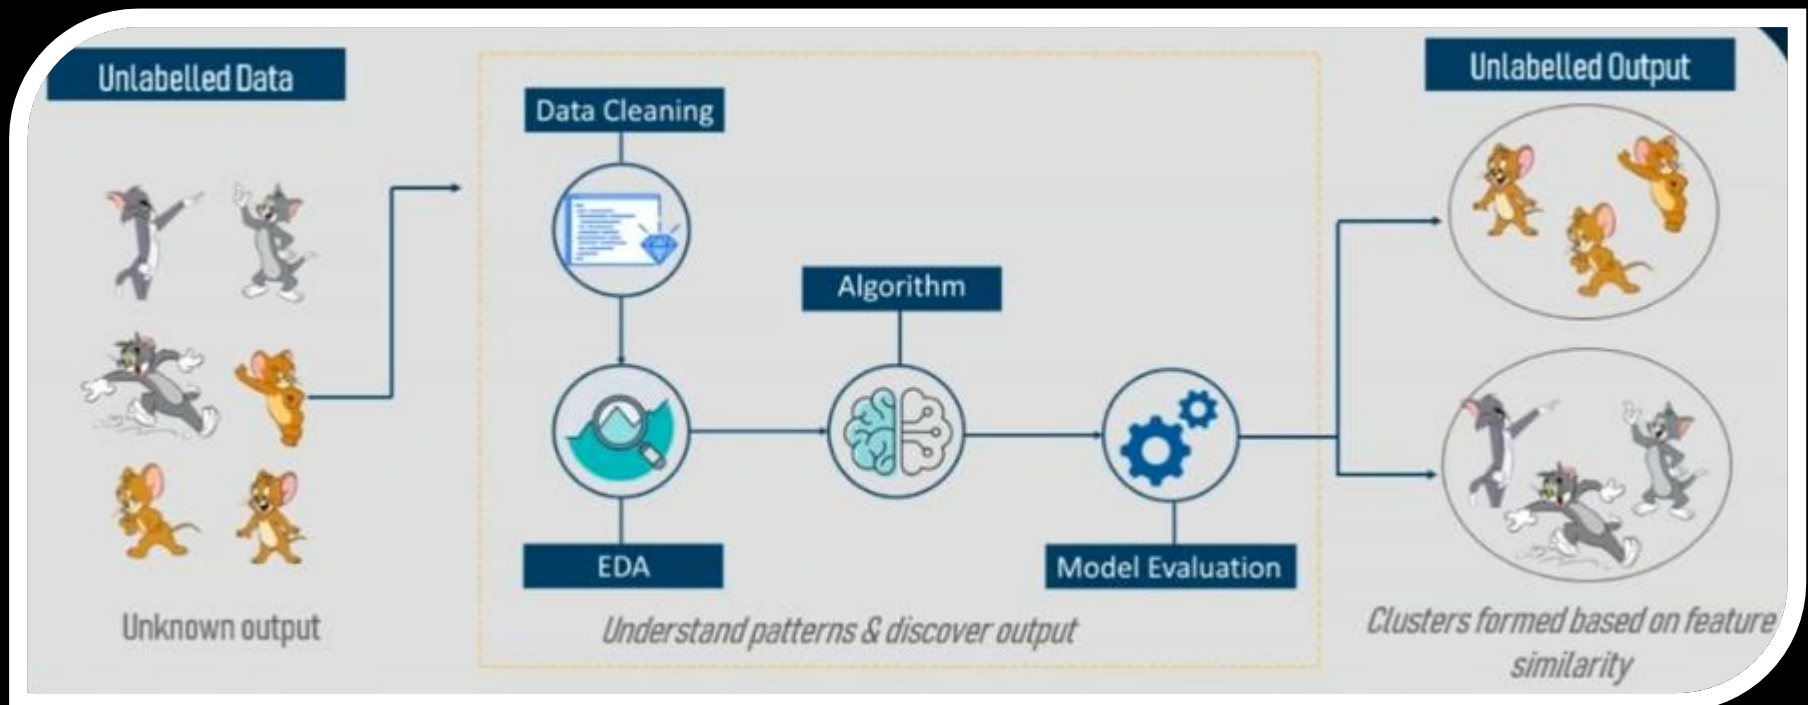 Unlabelled Data
Unknown output
Data Cleaning
EDA
Algorithm
Model Evaluation
Understand patterns & discover output
Unlabelled Output
Clusters formed based on feature
similarity